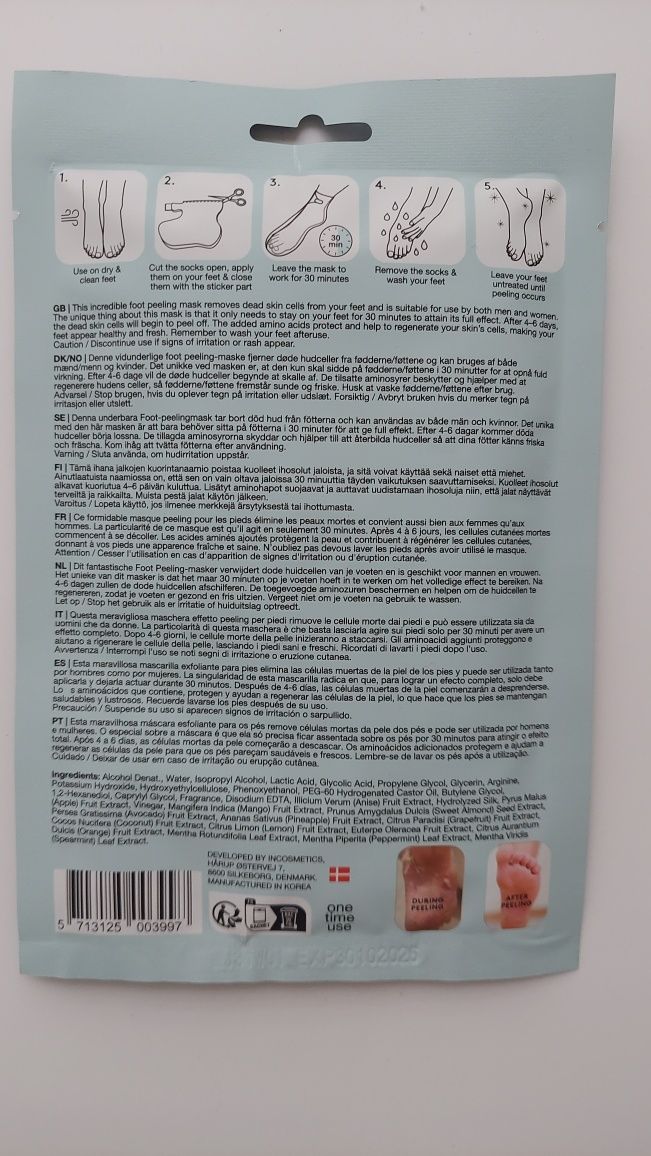 1.
2.
3.
4.
5.
30
min
Use on dry &
clean feet
Cut the socks open, apply
them on your feet & close
them with the sticker part
Leave the mask to
work for 30 minutes
Remove the socks &
wash your feet
Leave your feet
untreated until
peeling occurs
GB | This incredible foot peeling mask removes dead skin cells from your feet and is suitable for use by both men and women.
The unique thing about this mask is that it only needs to stay on your feet for 30 minutes to attain its full effect. After 4-6 days,
the dead skin cells will begin to peel off. The added amino acids protect and help to regenerate your skin's cells, making your
feet appear healthy and fresh. Remember to wash your feet afteruse.
Caution / Discontinue use if signs of irritation or rash appear.
DK/NO | Denne vidunderlige foot peeling-maske fjerner døde hudceller fra fødderne/føttene og kan bruges af både
mænd/menn og kvinder. Det unikke ved masken er, at den kun skal sidde på fødderne/føttene i 30 minutter for at opnå fuld
virkning. Efter 4-6 dage vil de døde hudceller begynde at skalle af. De tilsatte aminosyrer beskytter og hjælper med at
regenerere hudens celler, så fødderne/føttene fremstår sunde og friske. Husk at vaske fødderne/føttene efter brug.
Advarsel / Stop brugen, hvis du oplever tegn på irritation eller udslæt. Forsiktig / Avbryt bruken hvis du merker tegn på
irritasjon eller utslett.
SE | Denna underbara Foot-peelingmask tar bort död hud från fötterna och kan användas av både män och kvinnor. Det unika
med den här masken är att bara behöver sitta på fötterna i 30 minuter för att ge full effekt. Efter 4-6 dagar kommer döda
hudceller börja lossna. De tillagda aminosyrorna skyddar och hjälper till att återbilda hudceller så att dina fötter känns friska
och fräscha. Kom ihåg att tvätta fötterna efter användning.
Varning / Sluta använda, om hudirritation uppstår.
FI | Tämä ihana jalkojen kuorintanaamio poistaa kuolleet ihosolut jaloista, ja sitä voivat käyttää sekä naiset että miehet.
Ainutlaatuista naamiossa on, että sen on vain oltava jaloissa 30 minuuttia täyden vaikutuksen saavuttamiseksi. Kuolleet ihosolut
alkavat kuoriutua 4-6 päivän kuluttua. Lisätyt aminohapot suojaavat ja auttavat uudistamaan ihosoluja niin, että jalat näyttävät
terveiltä ja raikkailta. Muista pestä jalat käytön jälkeen.
Varoitus / Lopeta käyttö, jos ilmenee merkkejä ärsytyksestä tai ihottumasta.
FR | Ce formidable masque peeling pour les pieds élimine les peaux mortes et convient aussi bien aux femmes qu'aux
hommes. La particularité de ce masque est qu'il agit en seulement 30 minutes. Après 4 à 6 jours, les cellules cutanées mortes
commencent à se décoller. Les acides aminés ajoutés protègent la peau et contribuent à régénérer les cellules cutanées,
donnant à vos pieds une apparence fraîche et saine. N'oubliez pas devous laver les pieds après avoir utilisé le masque.
Attention / Cesser l'utilisation en cas d'apparition de signes d'irritation ou d'éruption cutanée.
NL | Dit fantastische Foot Peeling-masker verwijdert dode huidcellen van je voeten en is geschikt voor mannen en vrouwen.
Het unieke van dit masker is dat het maar 30 minuten op je voeten hoeft in te werken om het volledige effect te bereiken. Na
4-6 dagen zullen de dode huidcellen afschilferen. De toegevoegde aminozuren beschermen en helpen om de huidcellen te
regenereren, zodat je voeten er gezond en fris uitzien. Vergeet niet om je voeten na gebruik te wassen.
Let op / Stop het gebruik als er irritatie of huiduitslag optreedt.
IT | Questa meravigliosa maschera effetto peeling per piedi rimuove le cellule morte dai piedi e può essere utilizzata sia da
uomini che da donne. La particolarità di questa maschera è che basta lasciarla agire sui piedi solo per 30 minuti per avere un
effetto completo. Dopo 4-6 giorni, le cellule morte della pelle inizieranno a staccarsi. Gli aminoacidi aggiunti proteggono e
aiutano a rigenerare le cellule della pelle, lasciando i piedi sani e freschi. Ricordati di lavarti i piedi dopo l'uso.
Avvertenza / Interrompi l'uso se noti segni di irritazione o eruzione cutanea.
ES | Esta maravillosa mascara exfoliante para pies elimina las células muertas de la piel de los pies y puede ser utilizada tanto
por hombres como por mujeres. La singularidad de esta mascarilla radica en que, para lograr un efecto completo, solo debe
aplicarla y dejarla actuar durante 30 minutos. Después de 4-6 días, las células muertas de la piel comenzarán a desprenderse.
Lo s aminoácidos que contiene, protegen y ayudan a regenerar las células de la piel, lo que hace que los pies se mantengan
saludables y lustrosos. Recuerde lavarse los pies después de su uso.
Precaución / Suspende su uso si aparecen signos de irritación o sarpullido.
PT | Esta maravilhosa máscara esfoliante para os pés remove células mortas da pele dos pés e pode ser utilizada por homens
e mulheres. O especial sobre a máscara é que ela só precisa ficar assentada sobre os pés por 30 minutos para atingir o efeito
total. Após 4 a 6 dias, as células mortas da pele começarão a descascar. Os aminoácidos adicionados protegem e ajudam a
regenerar as células da pele para que os pés pareçam saudáveis e frescos. Lembre-se de lavar os pés após a utilização.
Cuidado / Deixar de usar em caso de irritação ou erupção cutânea.
Ingredients: Alcohol Denat., Water, Isopropyl Alcohol, Lactic Acid, Glycolic Acid, Propylene Glycol, Glycerin, Arginine,
Potassium Hydroxide, Hydroxyethylcellulose, Phenoxyethanol, PEG-60 Hydrogenated Castor Oil, Butylene Glycol,
1,2-Hexanediol, Caprylyl Glycol, Fragrance, Disodium EDTA, Illicium Verum (Anise) Fruit Extract, Hydrolyzed Silk, Pyrus Malus
(Apple) Fruit Extract, Vinegar, Mangifera Indica (Mango) Fruit Extract, Prunus Amygdalus Dulcis (Sweet Almond) Seed Extract,
Persea Gratissima (Avocado) Fruit Extract, Ananas Sativus (Pineapple) Fruit Extract, Citrus Paradisi (Grapefruit) Fruit Extract,
Cocos Nucifera (Coconut) Fruit Extract, Citrus Limon (Lemon) Fruit Extract, Euterpe Oleracea Fruit Extract, Citrus Aurantium
Dulcis (Orange) Fruit Extract, Mentha Rotundifolia Leaf Extract, Mentha Piperita (Peppermint) Leaf Extract, Mentha Viridis
(Spearmint) Leaf Extract.
DEVELOPED BY INCOSMETICS,
HÅRUP ØSTERVEJ 7,
8600 SILKEBORG, DENMARK.
MANUFACTURED IN KOREA
5 713125 003997
FR
SACHET
one
time
use
DURING
PEELING
AFTER
PEELING